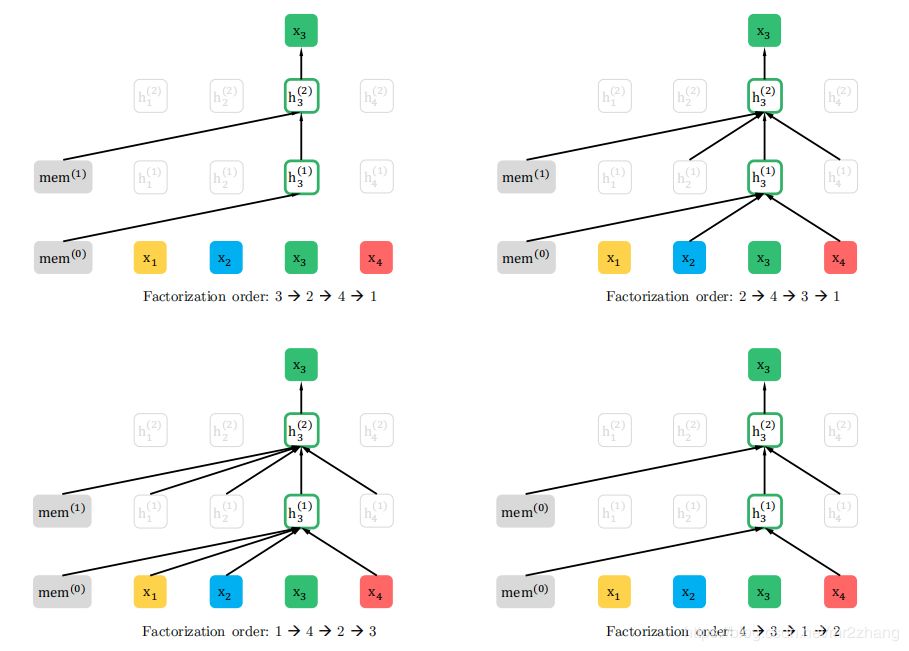 x₃
h₁⁽²⁾ h₂⁽²⁾ h₃⁽²⁾ h₄⁽²⁾
mem⁽¹⁾ h₁⁽¹⁾ h₂⁽¹⁾ h₃⁽¹⁾ h₄⁽¹⁾
mem⁽⁰⁾ x₁ x₂ x₃ x₄
Factorization order: 3 → 2 → 4 → 1
x₃
h₁⁽²⁾ h₂⁽²⁾ h₃⁽²⁾ h₄⁽²⁾
mem⁽¹⁾ h₁⁽¹⁾ h₂⁽¹⁾ h₃⁽¹⁾ h₄⁽¹⁾
mem⁽⁰⁾ x₁ x₂ x₃ x₄
Factorization order: 2 → 4 → 3 → 1
x₃
h₁⁽²⁾ h₂⁽²⁾ h₃⁽²⁾ h₄⁽²⁾
mem⁽¹⁾ h₁⁽¹⁾ h₂⁽¹⁾ h₃⁽¹⁾ h₄⁽¹⁾
mem⁽⁰⁾ x₁ x₂ x₃ x₄
Factorization order: 1 → 4 → 2 → 3
x₃
h₁⁽²⁾ h₂⁽²⁾ h₃⁽²⁾ h₄⁽²⁾
mem⁽⁰⁾ h₁⁽¹⁾ h₂⁽¹⁾ h₃⁽¹⁾ h₄⁽¹⁾
mem⁽⁰⁾ x₁ x₂ x₃ x₄
Factorization order: 4 → 3 → 1 → 2